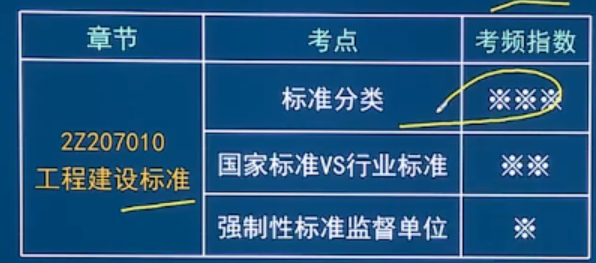 章节 考点 考频指数
2Z207010
工程建设标准
标准分类 ※※※
国家标准VS行业标准 ※※
强制性标准监督单位 ※